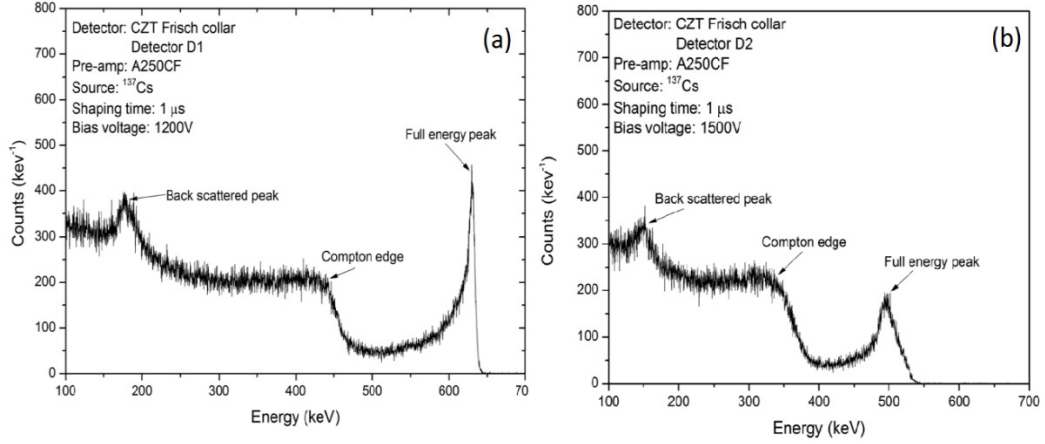 (a)
Detector: CZT Frisch collar
Detector D1
Pre-amp: A250CF
Source: ¹³⁷Cs
Shaping time: 1 µs
Bias voltage: 1200V
Full energy peak
Back scattered peak
Compton edge
Counts (kev⁻¹)
800
700
600
500
400
300
200
100
0
100 200 300 400 500 600 70
Energy (keV)
(b)
Detector: CZT Frisch collar
Detector D2
Pre-amp: A250CF
Source: ¹³⁷Cs
Shaping time: 1 µs
Bias voltage: 1500V
Back scattered peak
Compton edge
Full energy peak
Counts (kev⁻¹)
800
700
600
500
400
300
200
100
0
100 200 300 400 500 600 700
Energy (keV)